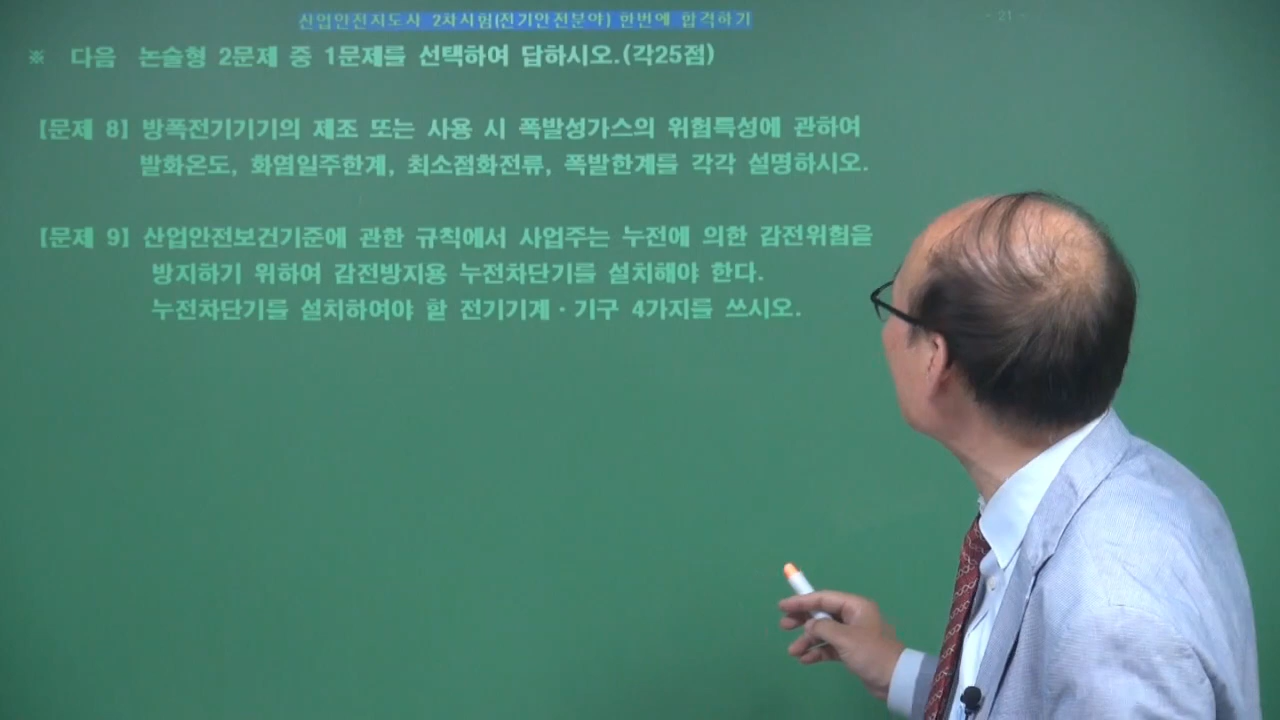 산업안전지도사 2차시험(전기안전분야) 한번에 합격하기
- 21 -
※ 다음 논술형 2문제 중 1문제를 선택하여 답하시오.(각25점)
[문제 8] 방폭전기기기의 제조 또는 사용 시 폭발성가스의 위험특성에 관하여
발화온도, 화염일주한계, 최소점화전류, 폭발한계를 각각 설명하시오.
[문제 9] 산업안전보건기준에 관한 규칙에서 사업주는 누전에 의한 감전위험을
방지하기 위하여 감전방지용 누전차단기를 설치해야 한다.
누전차단기를 설치하여야 할 전기기계·기구 4가지를 쓰시오.